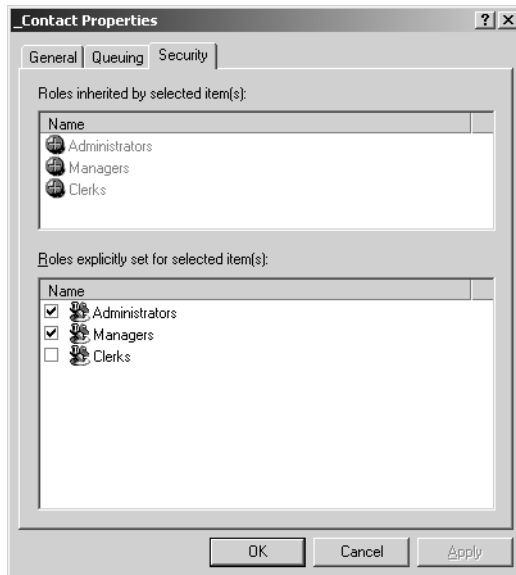 _Contact Properties
General Queuing Security
Roles inherited by selected item(s):
Name
Administrators
Managers
Clerks
Roles explicitly set for selected item(s):
Name
Administrators
Managers
Clerks
OK Cancel Apply